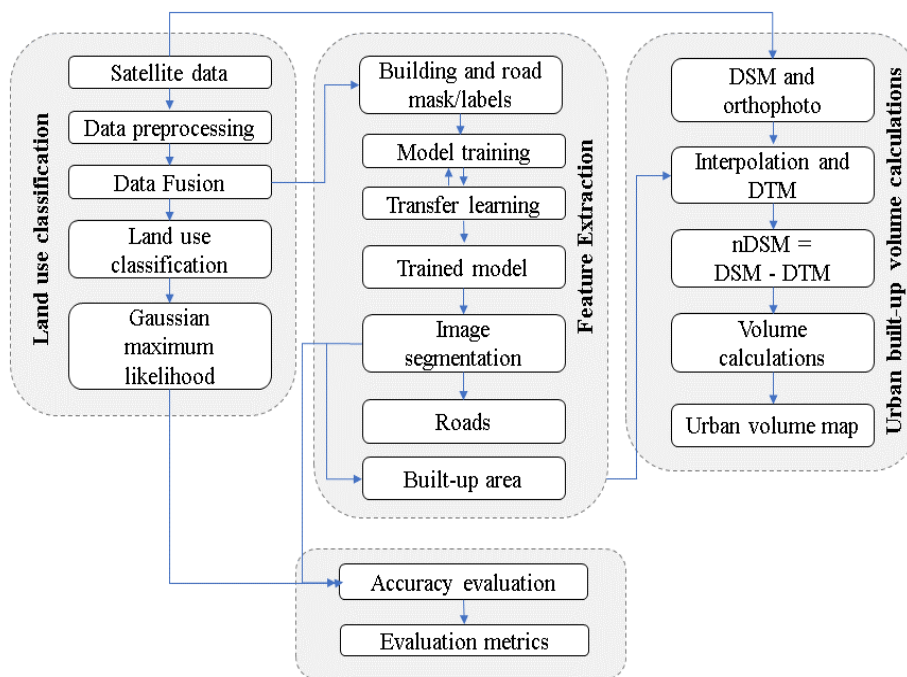 Land use classification
Satellite data
Data preprocessing
Data Fusion
Land use
classification
Gaussian
maximum
likelihood
Building and road
mask/labels
Model training
Transfer learning
Trained model
Image
segmentation
Roads
Built-up area
Feature Extraction
DSM and
orthophoto
Interpolation and
DTM
nDSM =
DSM - DTM
Volume
calculations
Urban volume map
Urban built-up volume calculations
Accuracy evaluation
Evaluation metrics